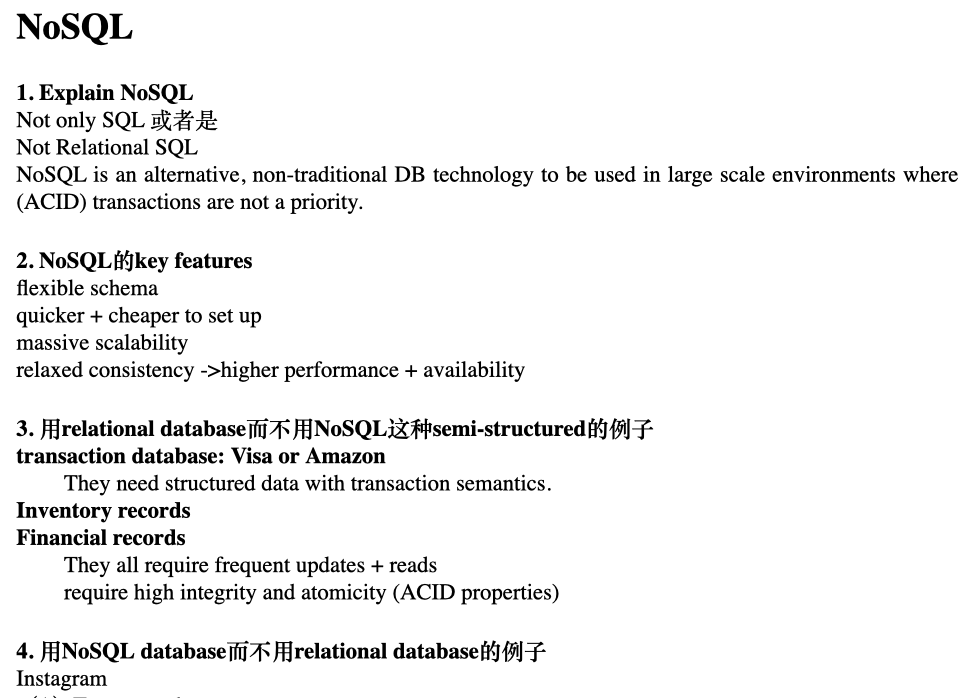 NoSQL
1. Explain NoSQL
Not only SQL 或者是
Not Relational SQL
NoSQL is an alternative, non-traditional DB technology to be used in large scale environments where
(ACID) transactions are not a priority.
2. NoSQL的key features
flexible schema
quicker + cheaper to set up
massive scalability
relaxed consistency ->higher performance + availability
3. 用relational database而不用NoSQL这种semi-structured的例子
transaction database: Visa or Amazon
They need structured data with transaction semantics.
Inventory records
Financial records
They all require frequent updates + reads
require high integrity and atomicity (ACID properties)
4. 用NoSQL database而不用relational database的例子
Instagram